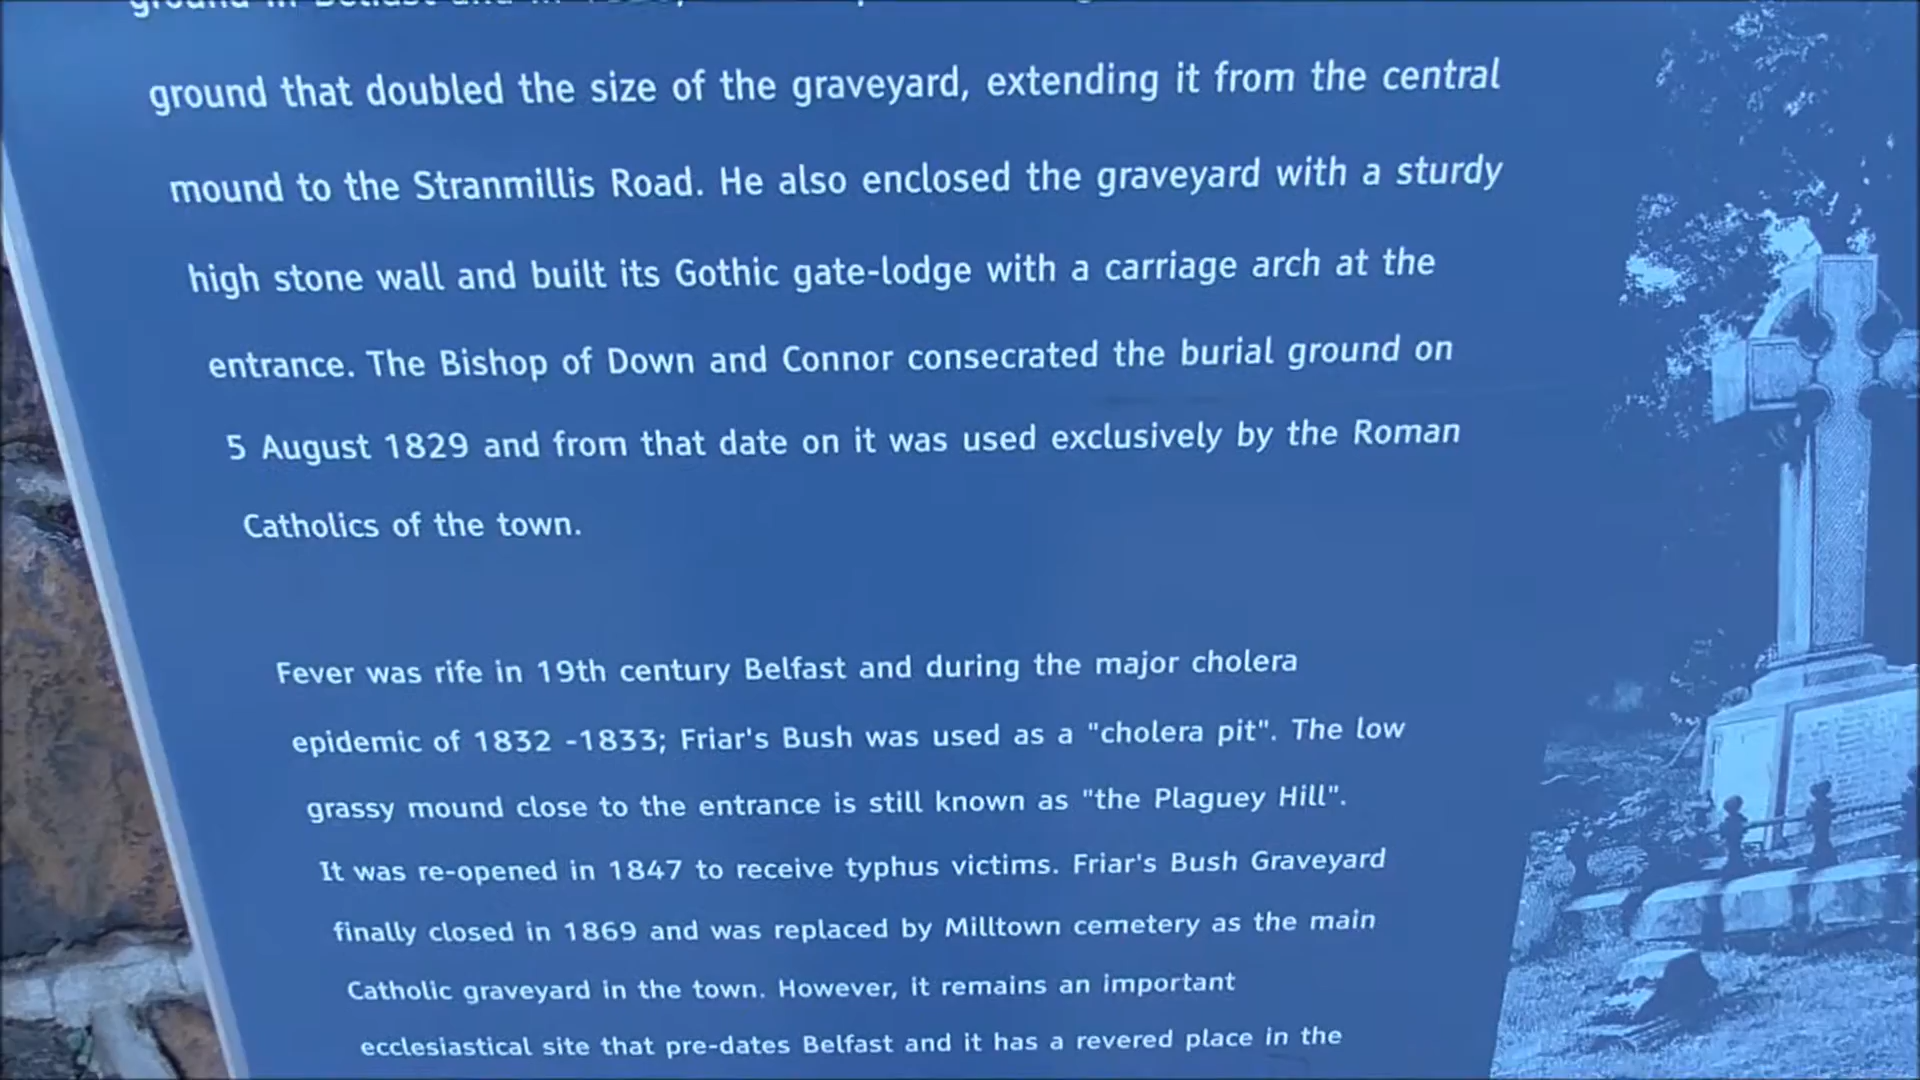 ground that doubled the size of the graveyard, extending it from the central
mound to the Stranmillis Road. He also enclosed the graveyard with a sturdy
high stone wall and built its Gothic gate-lodge with a carriage arch at the
entrance. The Bishop of Down and Connor consecrated the burial ground on
5 August 1829 and from that date on it was used exclusively by the Roman
Catholics of the town.
Fever was rife in 19th century Belfast and during the major cholera
epidemic of 1832 -1833; Friar's Bush was used as a "cholera pit". The low
grassy mound close to the entrance is still known as "the Plaguey Hill".
It was re-opened in 1847 to receive typhus victims. Friar's Bush Graveyard
finally closed in 1869 and was replaced by Milltown cemetery as the main
Catholic graveyard in the town. However, it remains an important
ecclesiastical site that pre-dates Belfast and it has a revered place in the